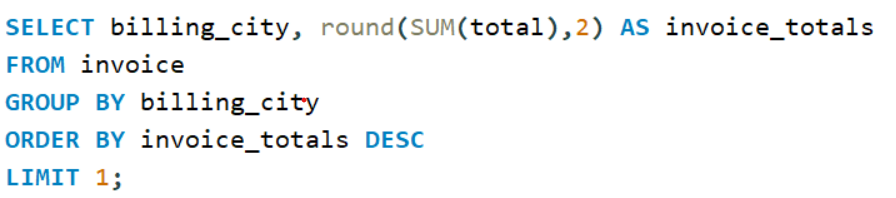 SELECT billing_city, round(SUM(total),2) AS invoice_totals
FROM invoice
GROUP BY billing_city
ORDER BY invoice_totals DESC
LIMIT 1;